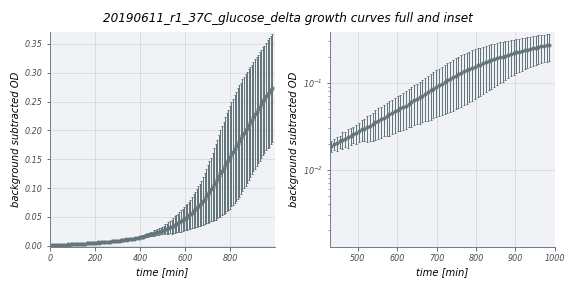 20190611_r1_37C_glucose_delta growth curves full and inset
background subtracted OD
0.35
0.30
0.25
0.20
0.15
0.10
0.05
0.00
0 200 400 600 800
time [min]
background subtracted OD
10⁻¹
10⁻²
500 600 700 800 900 1000
time [min]